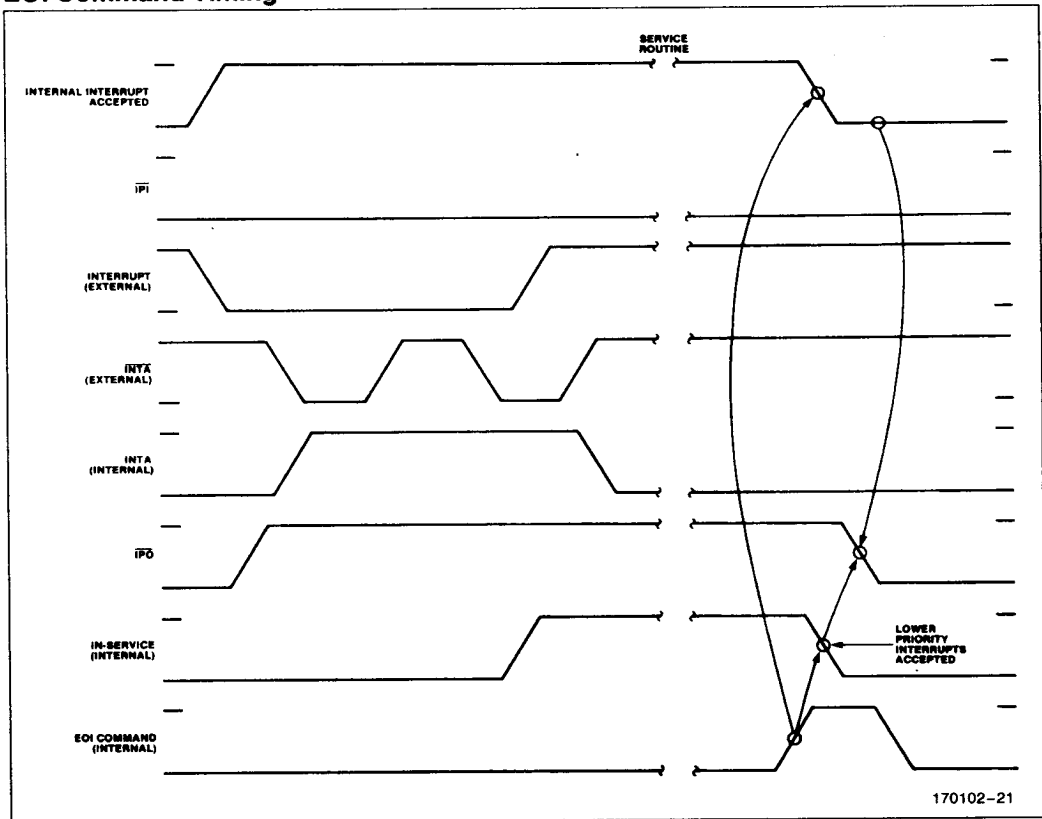 EOI Command Timing
SERVICE
ROUTINE
INTERNAL INTERRUPT
ACCEPTED
IPI
INTERRUPT
(EXTERNAL)
INTA
(EXTERNAL)
INTA
(INTERNAL)
IPO
IN-SERVICE
(INTERNAL)
LOWER
PRIORITY
INTERRUPTS
ACCEPTED
EOI COMMAND
(INTERNAL)
170102-21